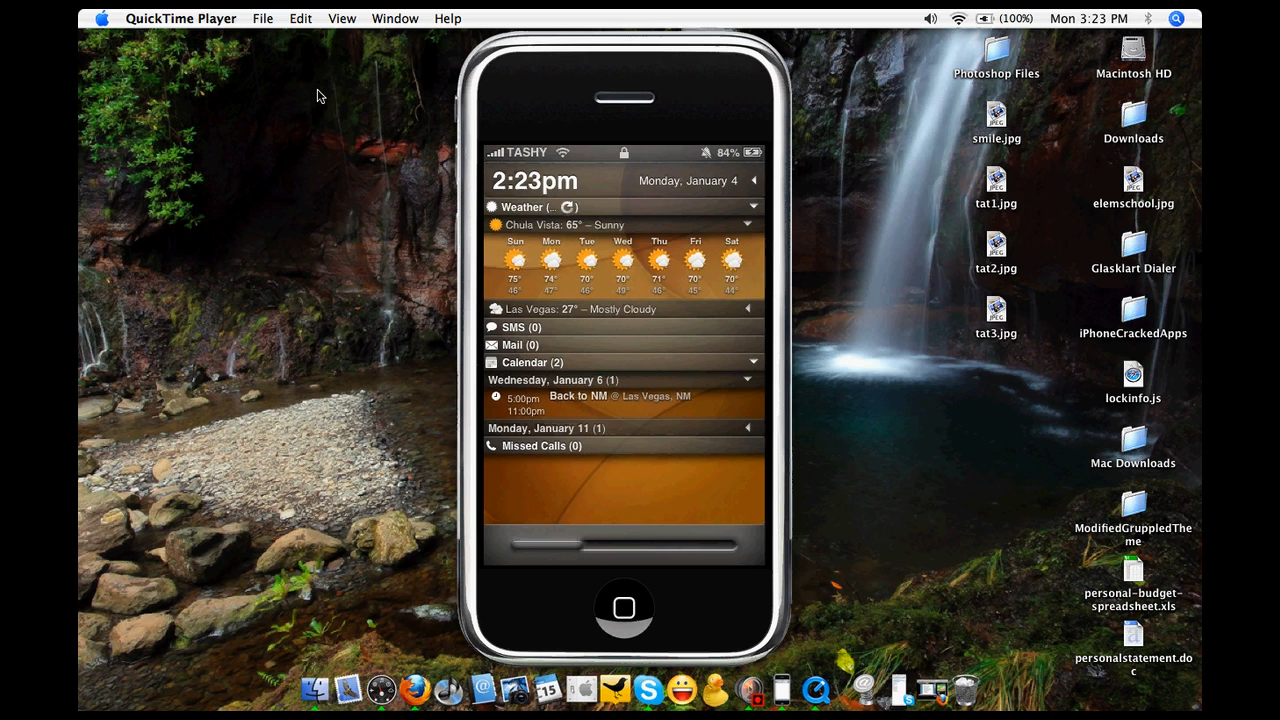 QuickTime Player File Edit View Window Help (100%) Mon 3:23 PM
TASHY 84%
2:23pm Monday, January 4
Weather (... )
Chula Vista: 65° – Sunny
Sun Mon Tue Wed Thu Fri Sat
75° 74° 70° 70° 71° 70° 70°
46° 47° 46° 49° 46° 45° 44°
Las Vegas: 27° – Mostly Cloudy
SMS (0)
Mail (0)
Calendar (2)
Wednesday, January 6 (1)
5:00pm Back to NM @ Las Vegas, NM
11:00pm
Monday, January 11 (1)
Missed Calls (0)
Photoshop Files
smile.jpg
tat1.jpg
tat2.jpg
tat3.jpg
Macintosh HD
Downloads
elemschool.jpg
Glasklart Dialer
iPhoneCrackedApps
lockinfo.js
Mac Downloads
ModifiedGruppledThe
me
personal-budget-
spreadsheet.xls
personalstatement.do
c
15